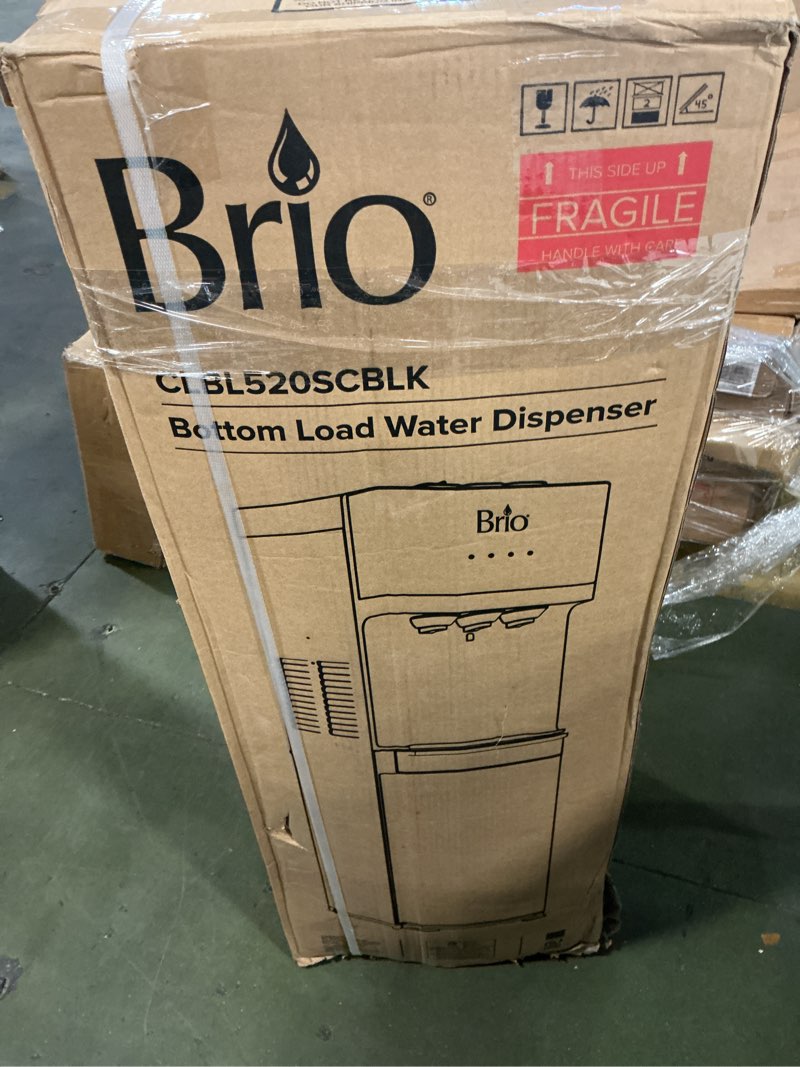 2
45°
↑ THIS SIDE UP ↑
FRAGILE
HANDLE WITH CARE
Brio®
CLBL520SCBLK
Bottom Load Water Dispenser
Brio